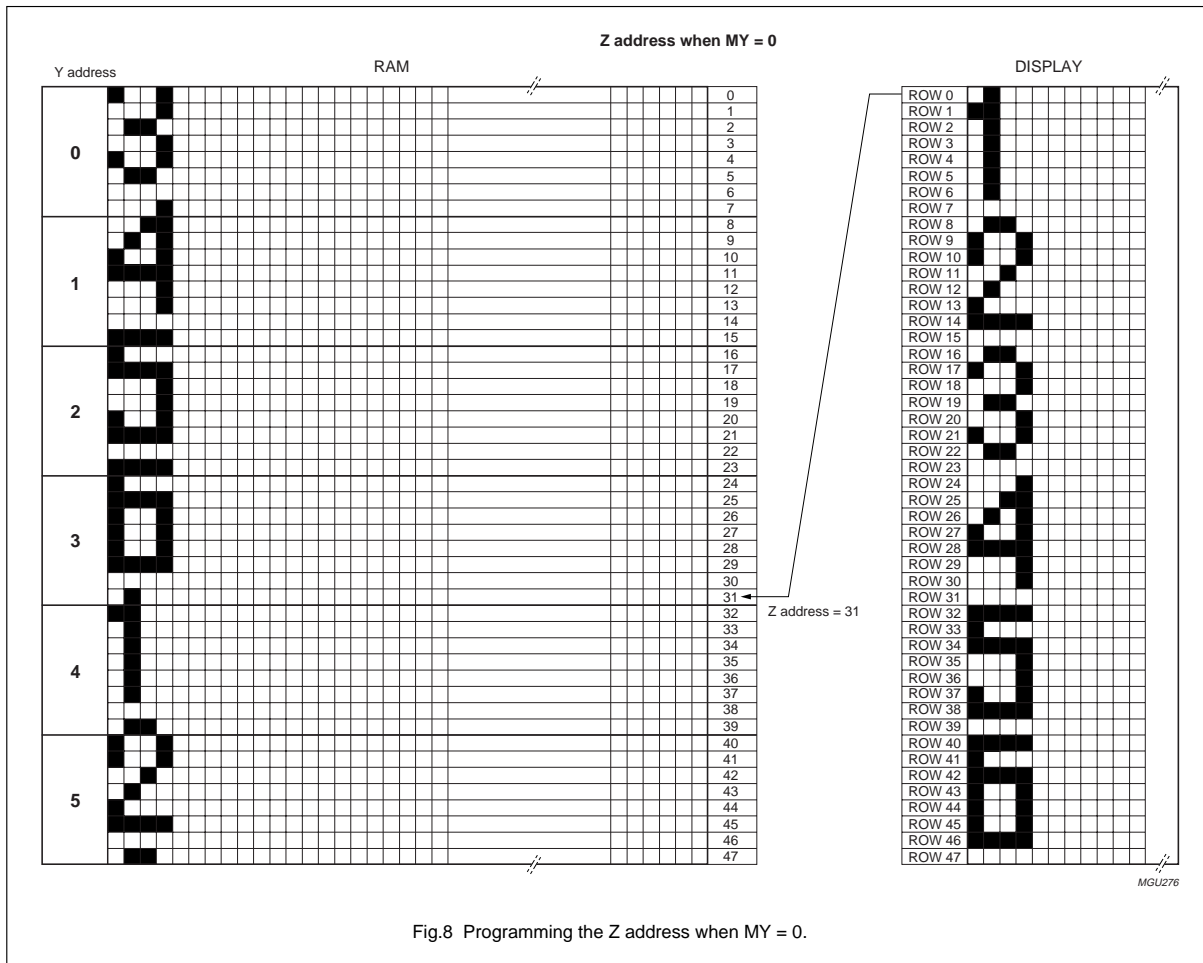 Z address when MY = 0
Y address
RAM
DISPLAY
0
1
2
3
4
5
0
1
2
3
4
5
6
7
8
9
10
11
12
13
14
15
16
17
18
19
20
21
22
23
24
25
26
27
28
29
30
31
32
33
34
35
36
37
38
39
40
41
42
43
44
45
46
47
Z address = 31
ROW 0
ROW 1
ROW 2
ROW 3
ROW 4
ROW 5
ROW 6
ROW 7
ROW 8
ROW 9
ROW 10
ROW 11
ROW 12
ROW 13
ROW 14
ROW 15
ROW 16
ROW 17
ROW 18
ROW 19
ROW 20
ROW 21
ROW 22
ROW 23
ROW 24
ROW 25
ROW 26
ROW 27
ROW 28
ROW 29
ROW 30
ROW 31
ROW 32
ROW 33
ROW 34
ROW 35
ROW 36
ROW 37
ROW 38
ROW 39
ROW 40
ROW 41
ROW 42
ROW 43
ROW 44
ROW 45
ROW 46
ROW 47
1
2
3
4
5
6
MGU276
Fig.8 Programming the Z address when MY = 0.